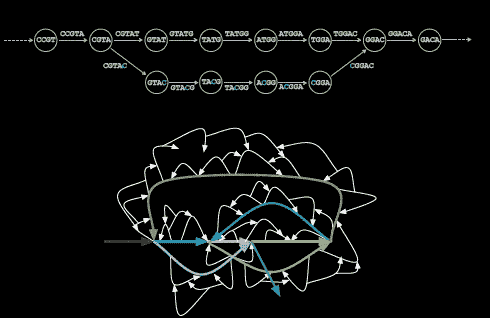 CCGTA CGTAT GTATG TATGG ATGGA TGGAC GGACA
CCGT CGTA GTAT TATG ATGG TGGA GGAC GACA
CGTAC CGGAC
GTAC TACG ACGG CGGA
GTACG TACGG ACGGA